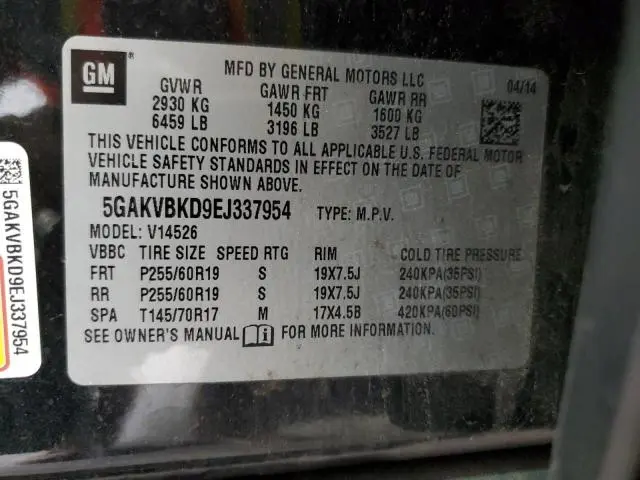 GM
®
MFD BY GENERAL MOTORS LLC
04/14
GVWR GAWR FRT GAWR RR
2930 KG 1450 KG 1600 KG
6459 LB 3196 LB 3527 LB
THIS VEHICLE CONFORMS TO ALL APPLICABLE U.S. FEDERAL MOTOR
VEHICLE SAFETY STANDARDS IN EFFECT ON THE DATE OF
MANUFACTURE SHOWN ABOVE.
5GAKVBKD9EJ337954 TYPE: M.P.V.
MODEL: V14526
VBBC TIRE SIZE SPEED RTG RIM COLD TIRE PRESSURE
FRT P255/60R19 S 19X7.5J 240KPA(35PSI)
RR P255/60R19 S 19X7.5J 240KPA(35PSI)
SPA T145/70R17 M 17X4.5B 420KPA(60PSI)
SEE OWNER'S MANUAL i FOR MORE INFORMATION.
5GAKVBKD9EJ337954